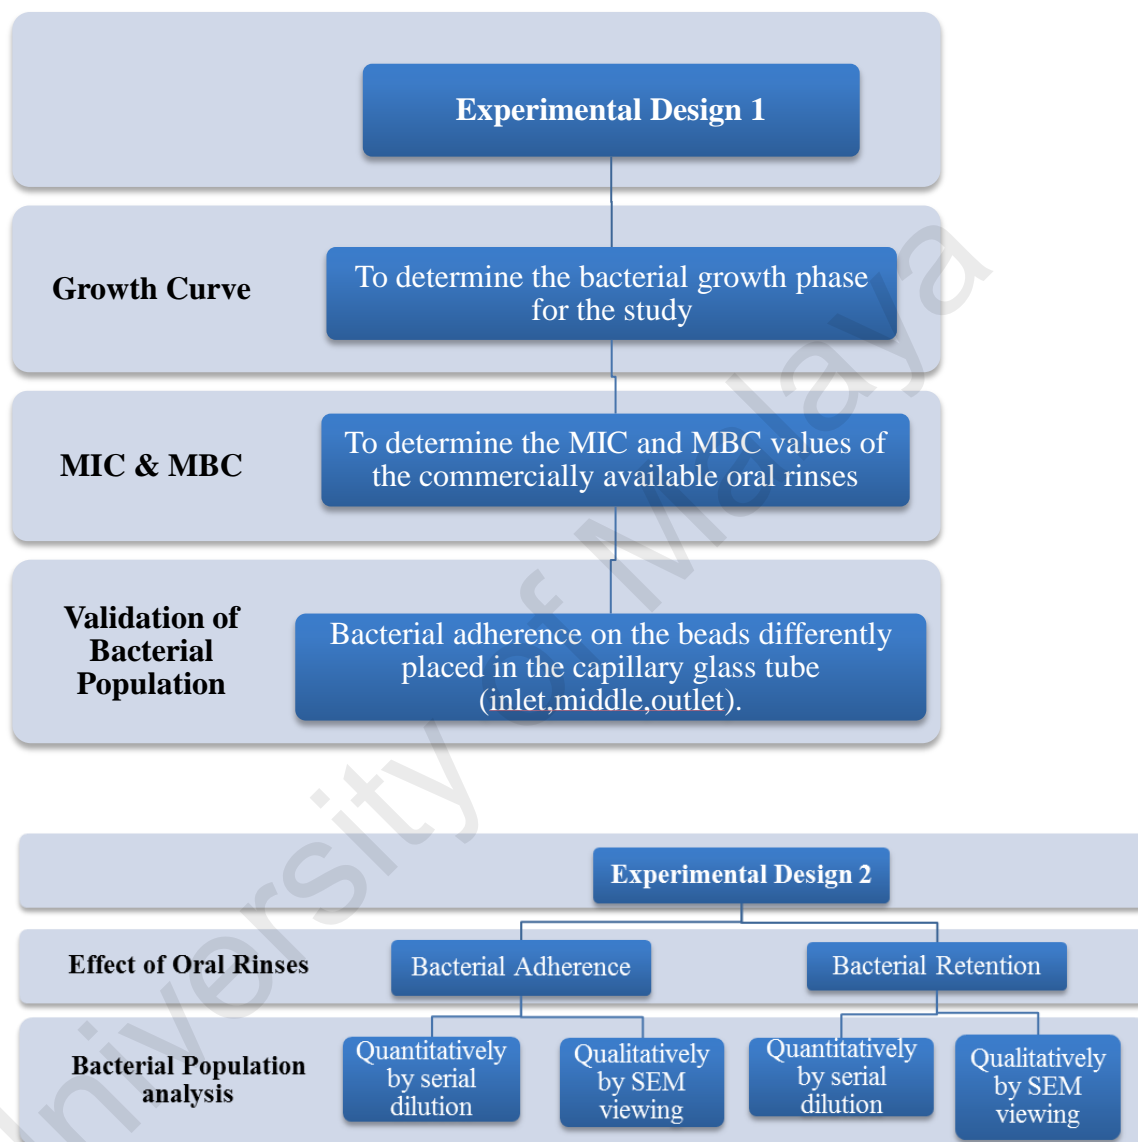 Experimental Design 1
Growth Curve
To determine the bacterial growth phase
for the study
MIC & MBC
To determine the MIC and MBC values of
the commercially available oral rinses
Validation of
Bacterial
Population
Bacterial adherence on the beads differently
placed in the capillary glass tube
(inlet,middle,outlet).
Experimental Design 2
Effect of Oral Rinses
Bacterial Adherence
Bacterial Retention
Bacterial Population
analysis
Quantitatively
by serial
dilution
Qualitatively
by SEM
viewing
Quantitatively
by serial
dilution
Qualitatively
by SEM
viewing
University of Malaya